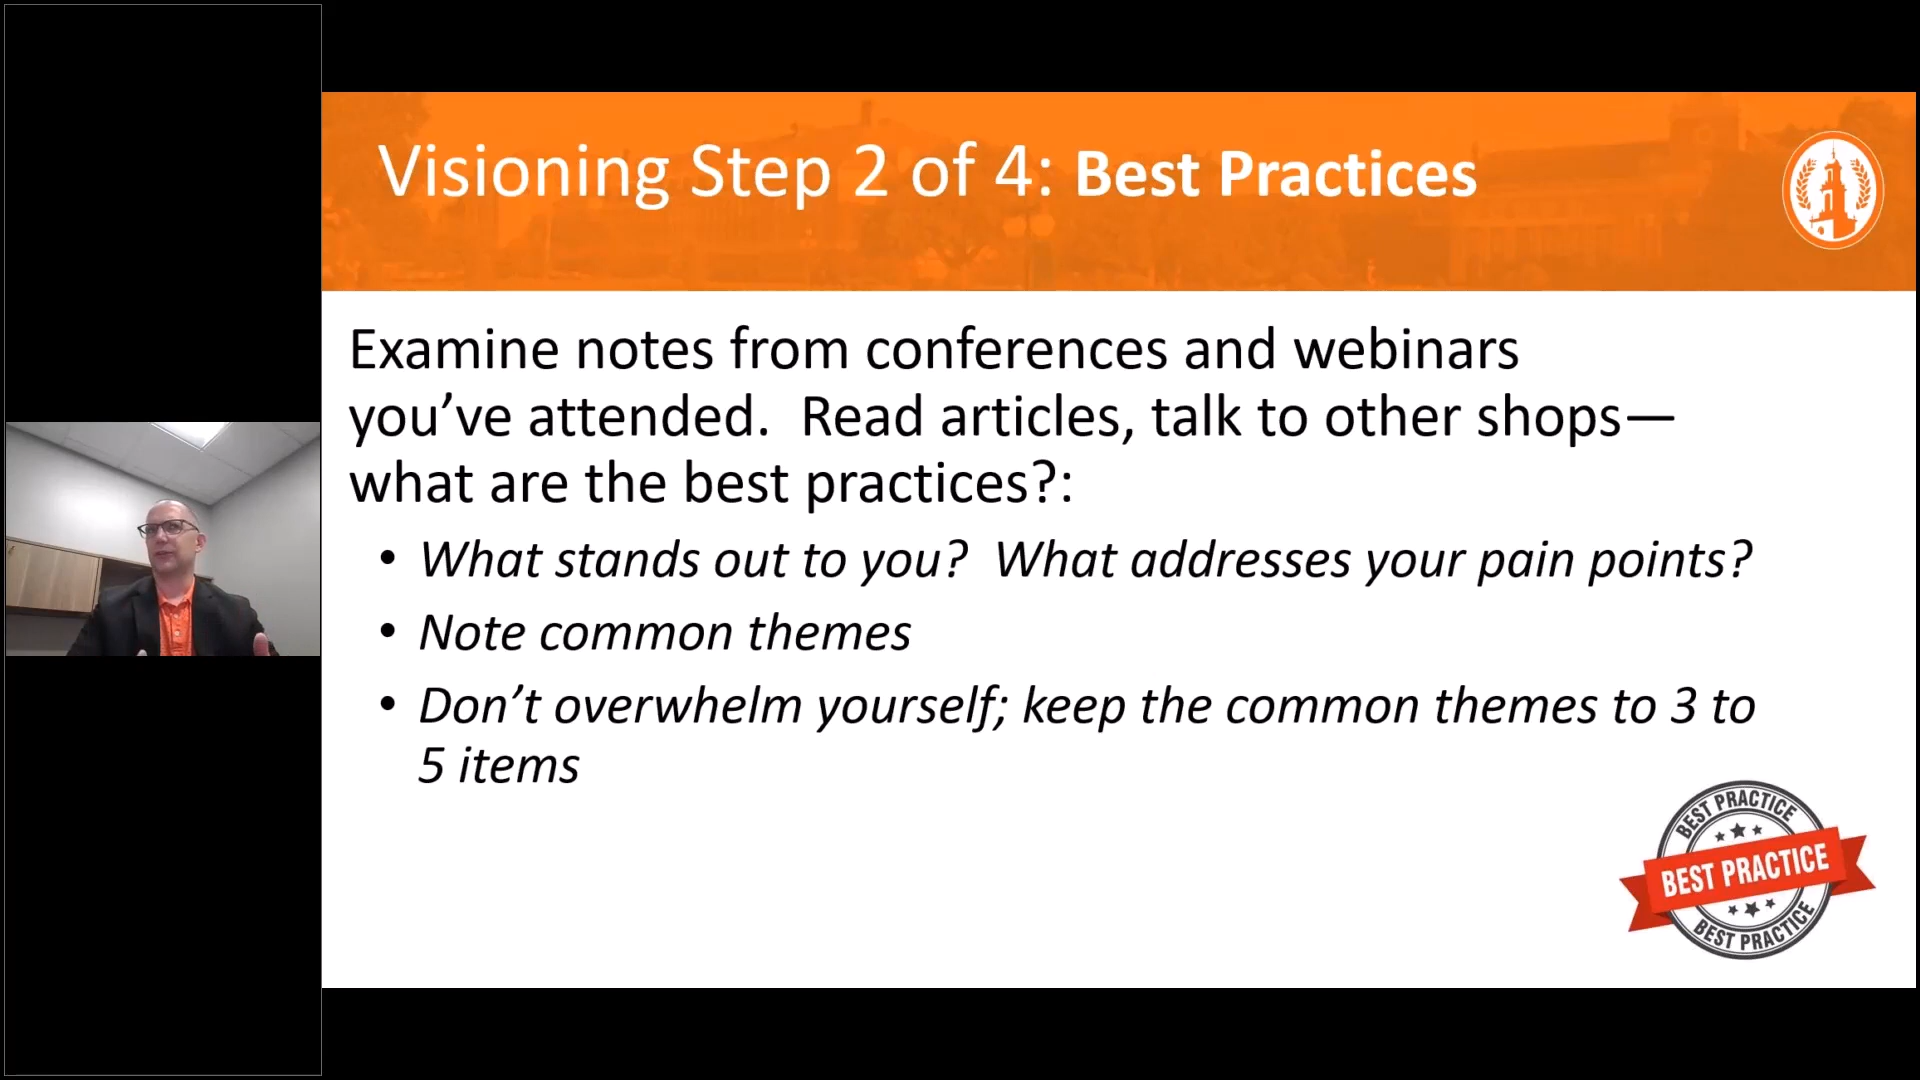 Visioning Step 2 of 4: Best Practices
Examine notes from conferences and webinars
you’ve attended.  Read articles, talk to other shops—
what are the best practices?:
• What stands out to you?  What addresses your pain points?
• Note common themes
• Don’t overwhelm yourself; keep the common themes to 3 to
5 items
BEST PRACTICE
BEST PRACTICE
BEST PRACTICE